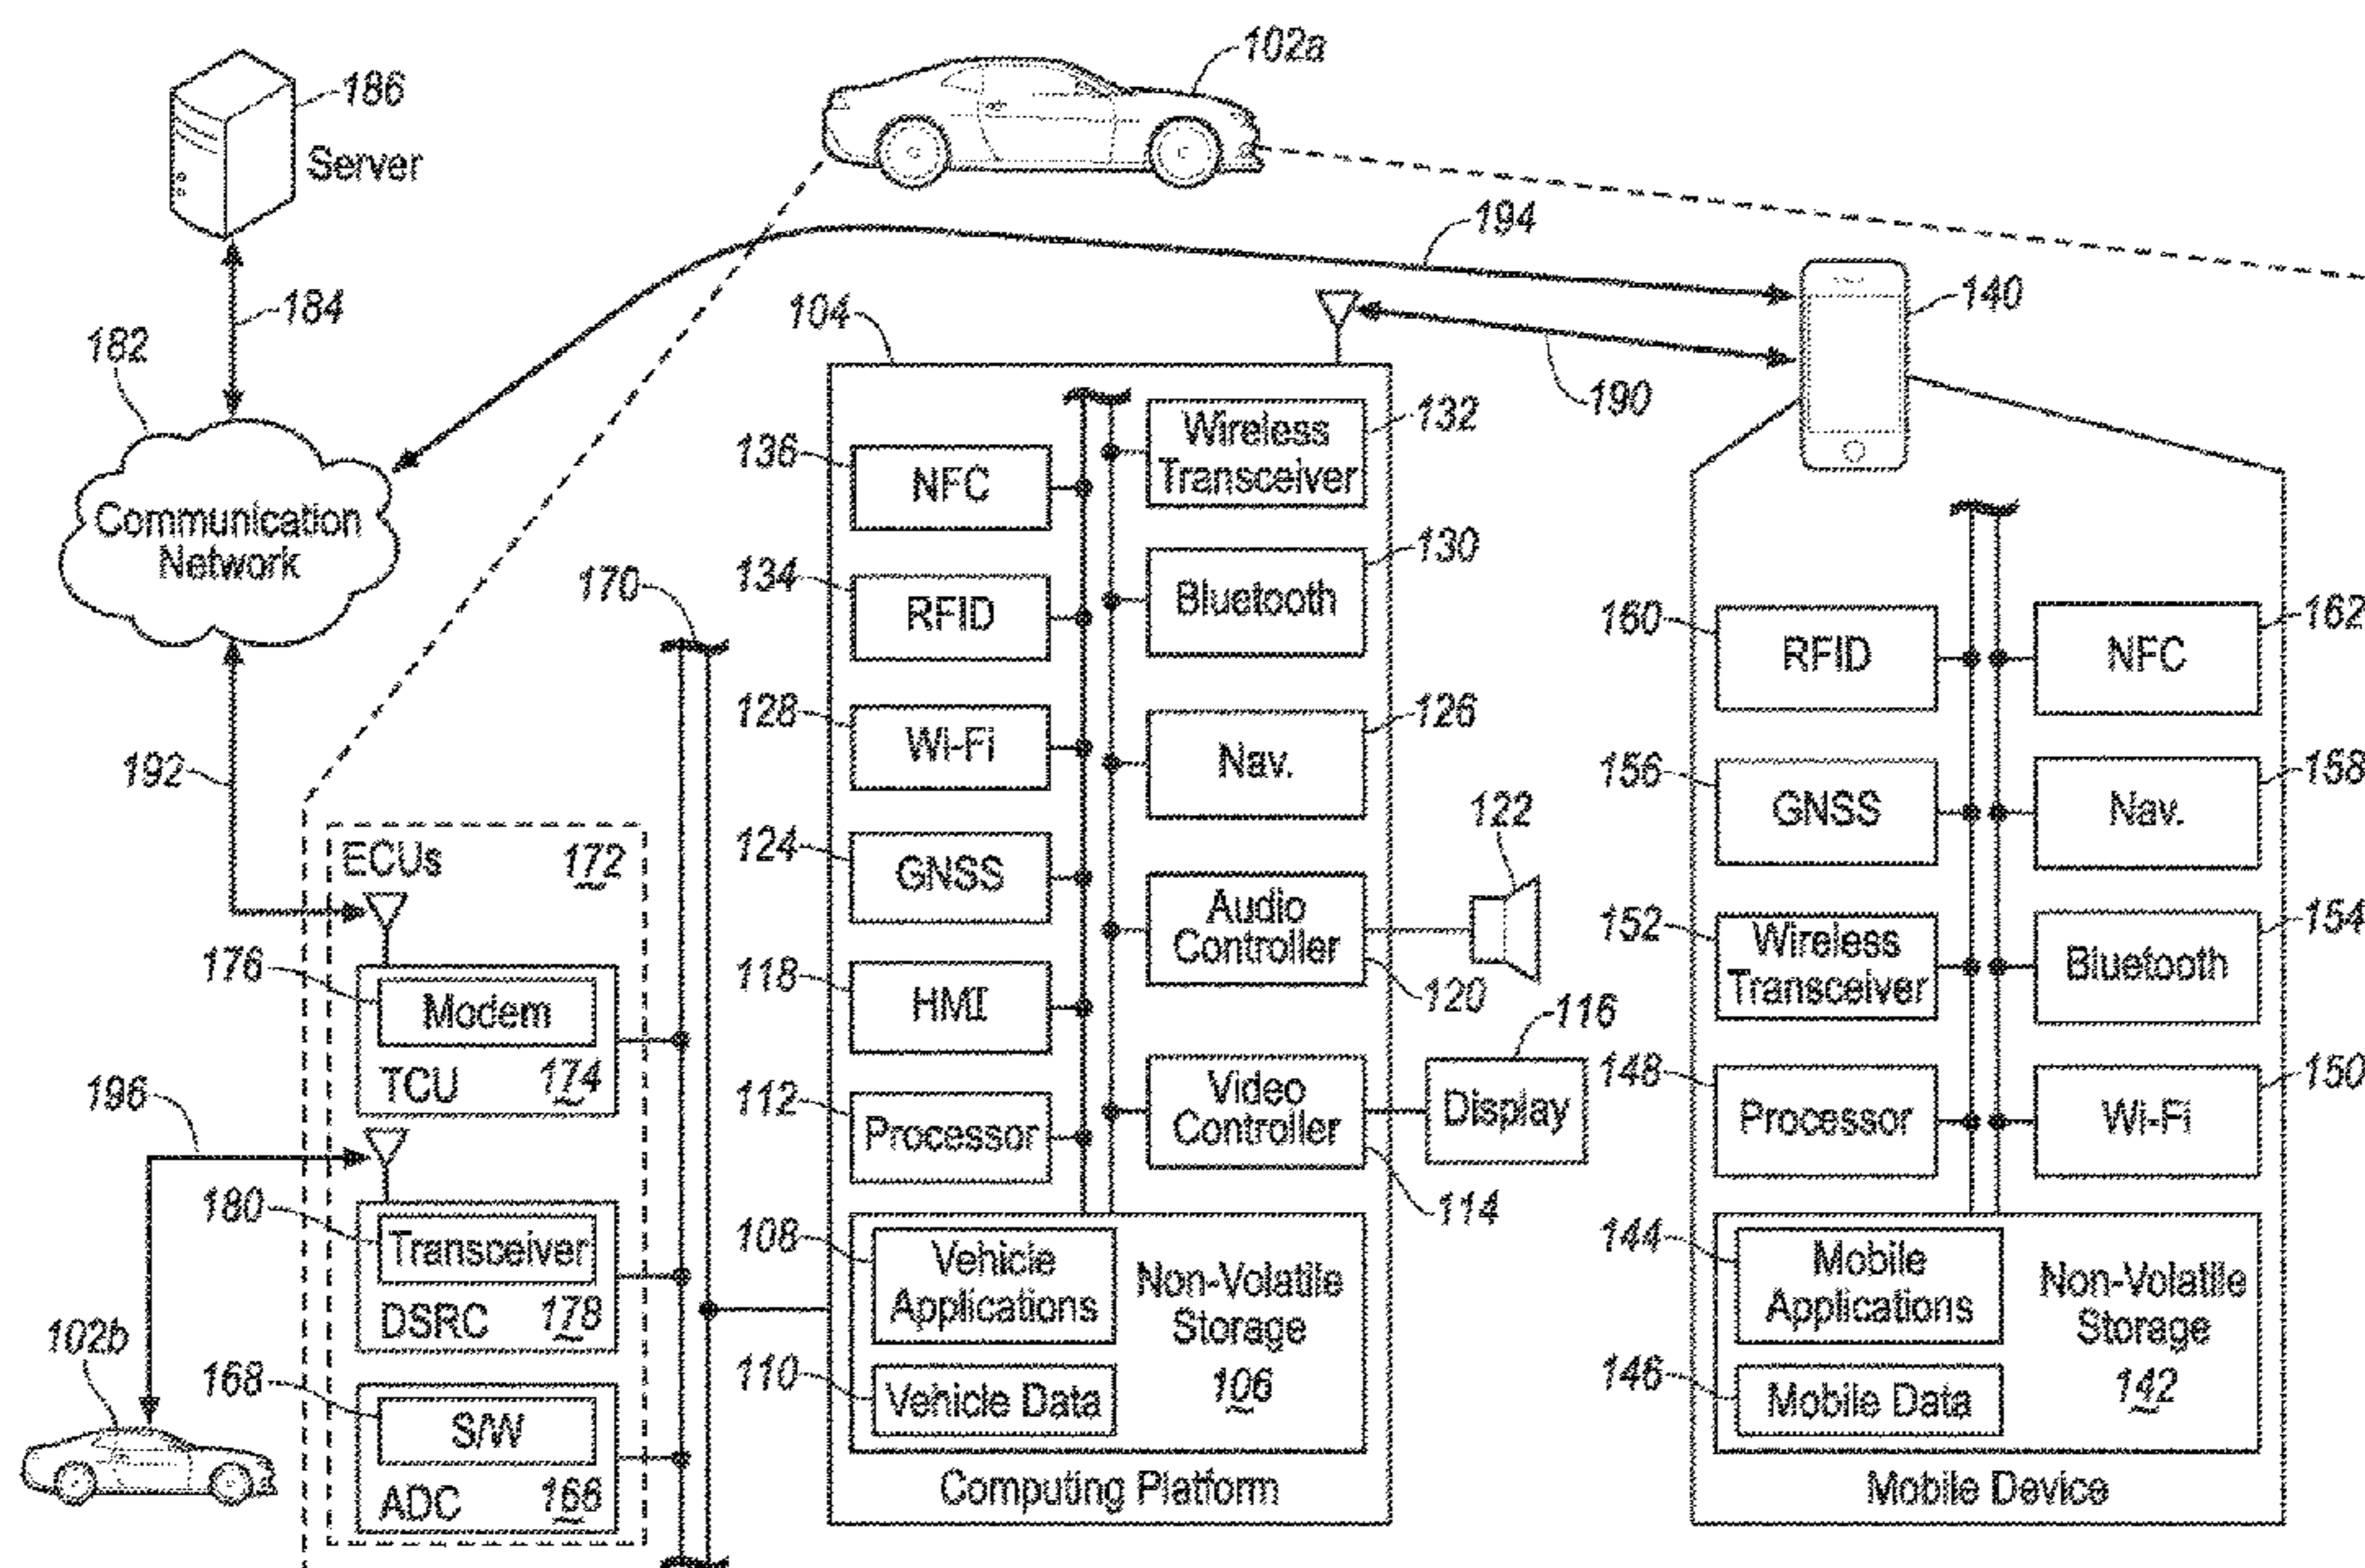 186
Server
184
182
Communication
Network
192
102a
194
190
140
104
170
ECUs
172
176
Modem
TCU
174
196
180
Transceiver
DSRC
178
168
S/W
ADC
166
102b
136
NFC
132
Wireless
Transceiver
134
RFID
130
Bluetooth
128
Wi-Fi
126
Nav.
124
GNSS
Audio
Controller
120
122
118
HMI
112
Processor
Video
Controller
114
116
Display
108
Vehicle
Applications
110
Vehicle Data
Non-Volatile
Storage
106
Computing Platform
160
RFID
162
NFC
156
GNSS
158
Nav.
152
Wireless
Transceiver
154
Bluetooth
148
Processor
150
Wi-Fi
144
Mobile
Applications
146
Mobile Data
Non-Volatile
Storage
142
Mobile Device